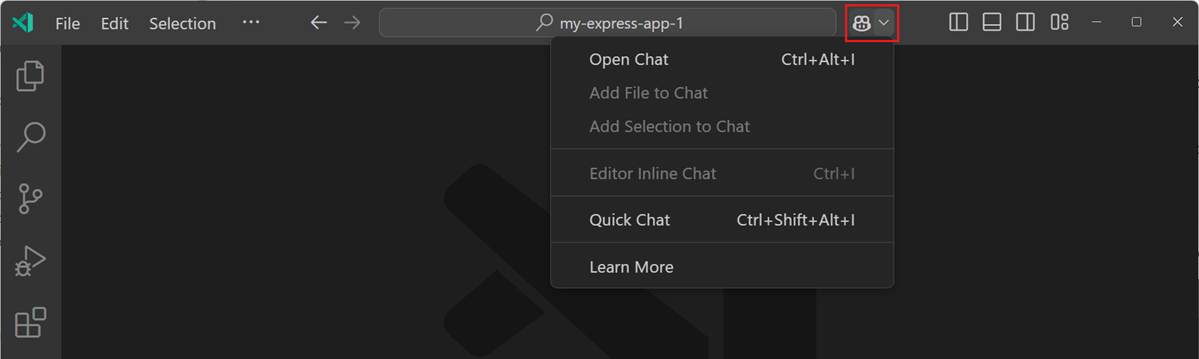 File Edit Selection ··· my-express-app-1
Open Chat Ctrl+Alt+I
Add File to Chat
Add Selection to Chat
Editor Inline Chat Ctrl+I
Quick Chat Ctrl+Shift+Alt+I
Learn More